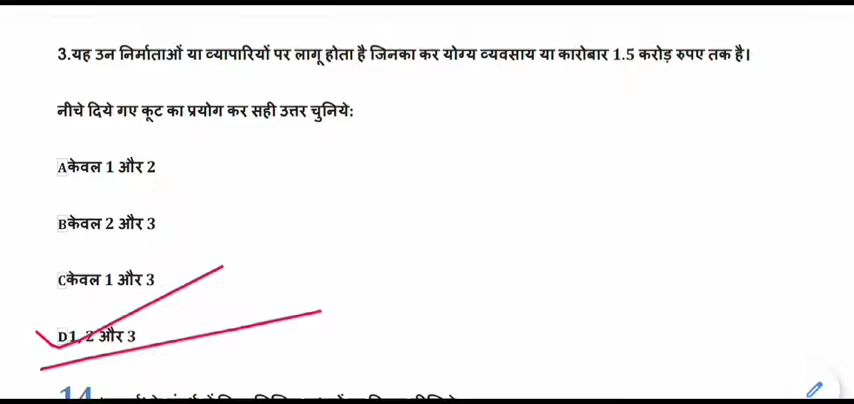 3.यह उन निर्माताओं या व्यापारियों पर लागू होता है जिनका कर योग्य व्यवसाय या कारोबार 1.5 करोड़ रुपए तक है।
नीचे दिये गए कूट का प्रयोग कर सही उत्तर चुनिये:
Aकेवल 1 और 2
Bकेवल 2 और 3
Cकेवल 1 और 3
D1, 2 और 3
14